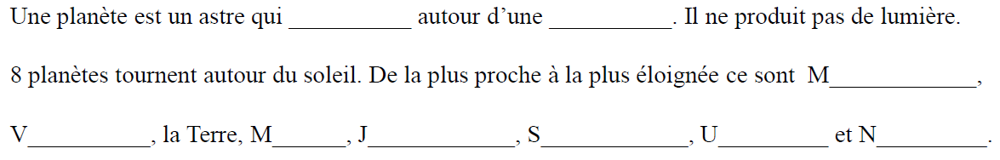 Une planète est un astre qui __________ autour d’une __________. Il ne produit pas de lumière.
8 planètes tournent autour du soleil. De la plus proche à la plus éloignée ce sont M____________,
V__________, la Terre, M______, J____________, S____________, U_________ et N_________.